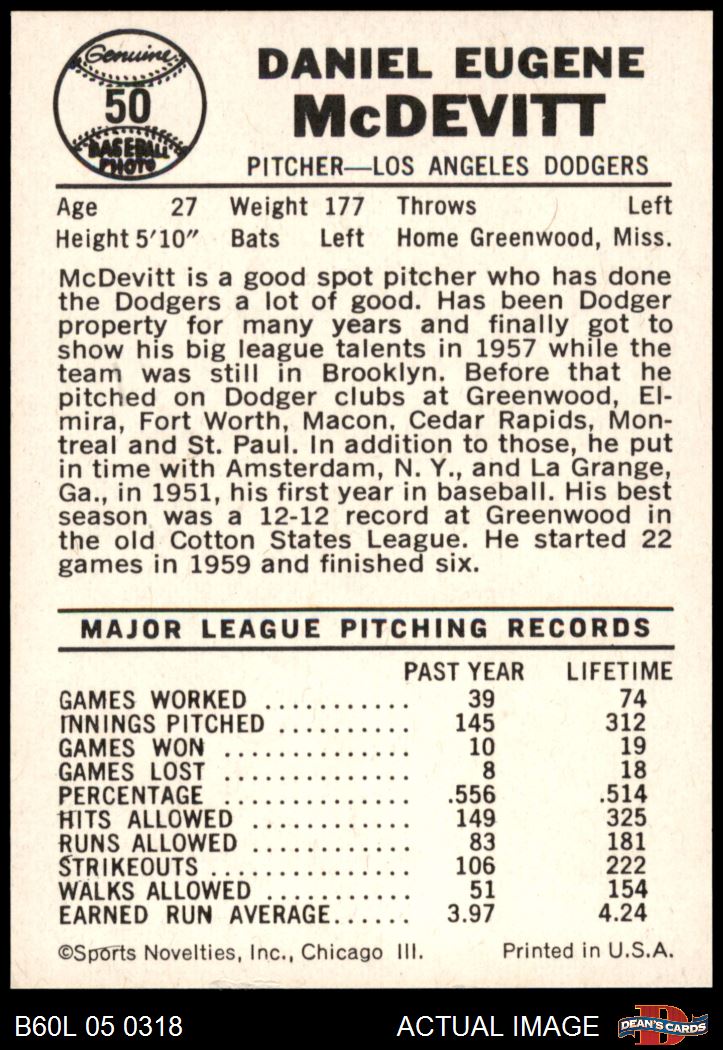 Genuine
50
BASEBALL
PHOTO
DANIEL EUGENE
McDEVITT
PITCHER—LOS ANGELES DODGERS
Age 27 Weight 177 Throws Left
Height 5'10" Bats Left Home Greenwood, Miss.
McDevitt is a good spot pitcher who has done
the Dodgers a lot of good. Has been Dodger
property for many years and finally got to
show his big league talents in 1957 while the
team was still in Brooklyn. Before that he
pitched on Dodger clubs at Greenwood, El-
mira, Fort Worth, Macon, Cedar Rapids, Mon-
treal and St. Paul. In addition to those, he put
in time with Amsterdam, N. Y., and La Grange,
Ga., in 1951, his first year in baseball. His best
season was a 12-12 record at Greenwood in
the old Cotton States League. He started 22
games in 1959 and finished six.
MAJOR LEAGUE PITCHING RECORDS
PAST YEAR LIFETIME
GAMES WORKED ........... 39 74
INNINGS PITCHED .......... 145 312
GAMES WON .............. 10 19
GAMES LOST .............. 8 18
PERCENTAGE .............. .556 .514
HITS ALLOWED ............ 149 325
RUNS ALLOWED ............ 83 181
STRIKEOUTS ............... 106 222
WALKS ALLOWED ........... 51 154
EARNED RUN AVERAGE...... 3.97 4.24
©Sports Novelties, Inc., Chicago Ill. Printed in U.S.A.
B60L 05 0318 ACTUAL IMAGE DEAN'S CARDS